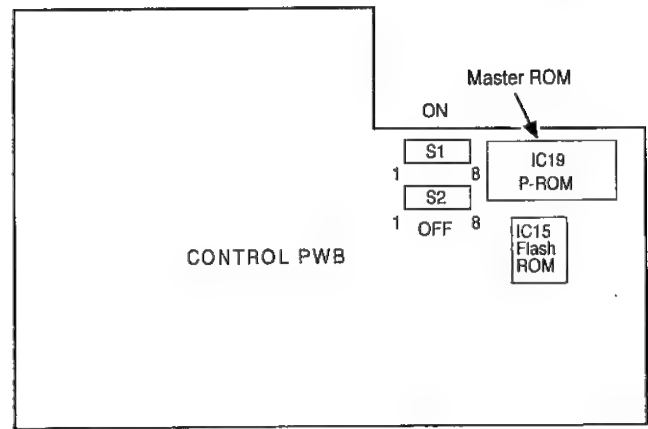 Master ROM
ON
S1
1 8
IC19
P-ROM
S2
1 OFF 8
IC15
Flash
ROM
CONTROL PWB